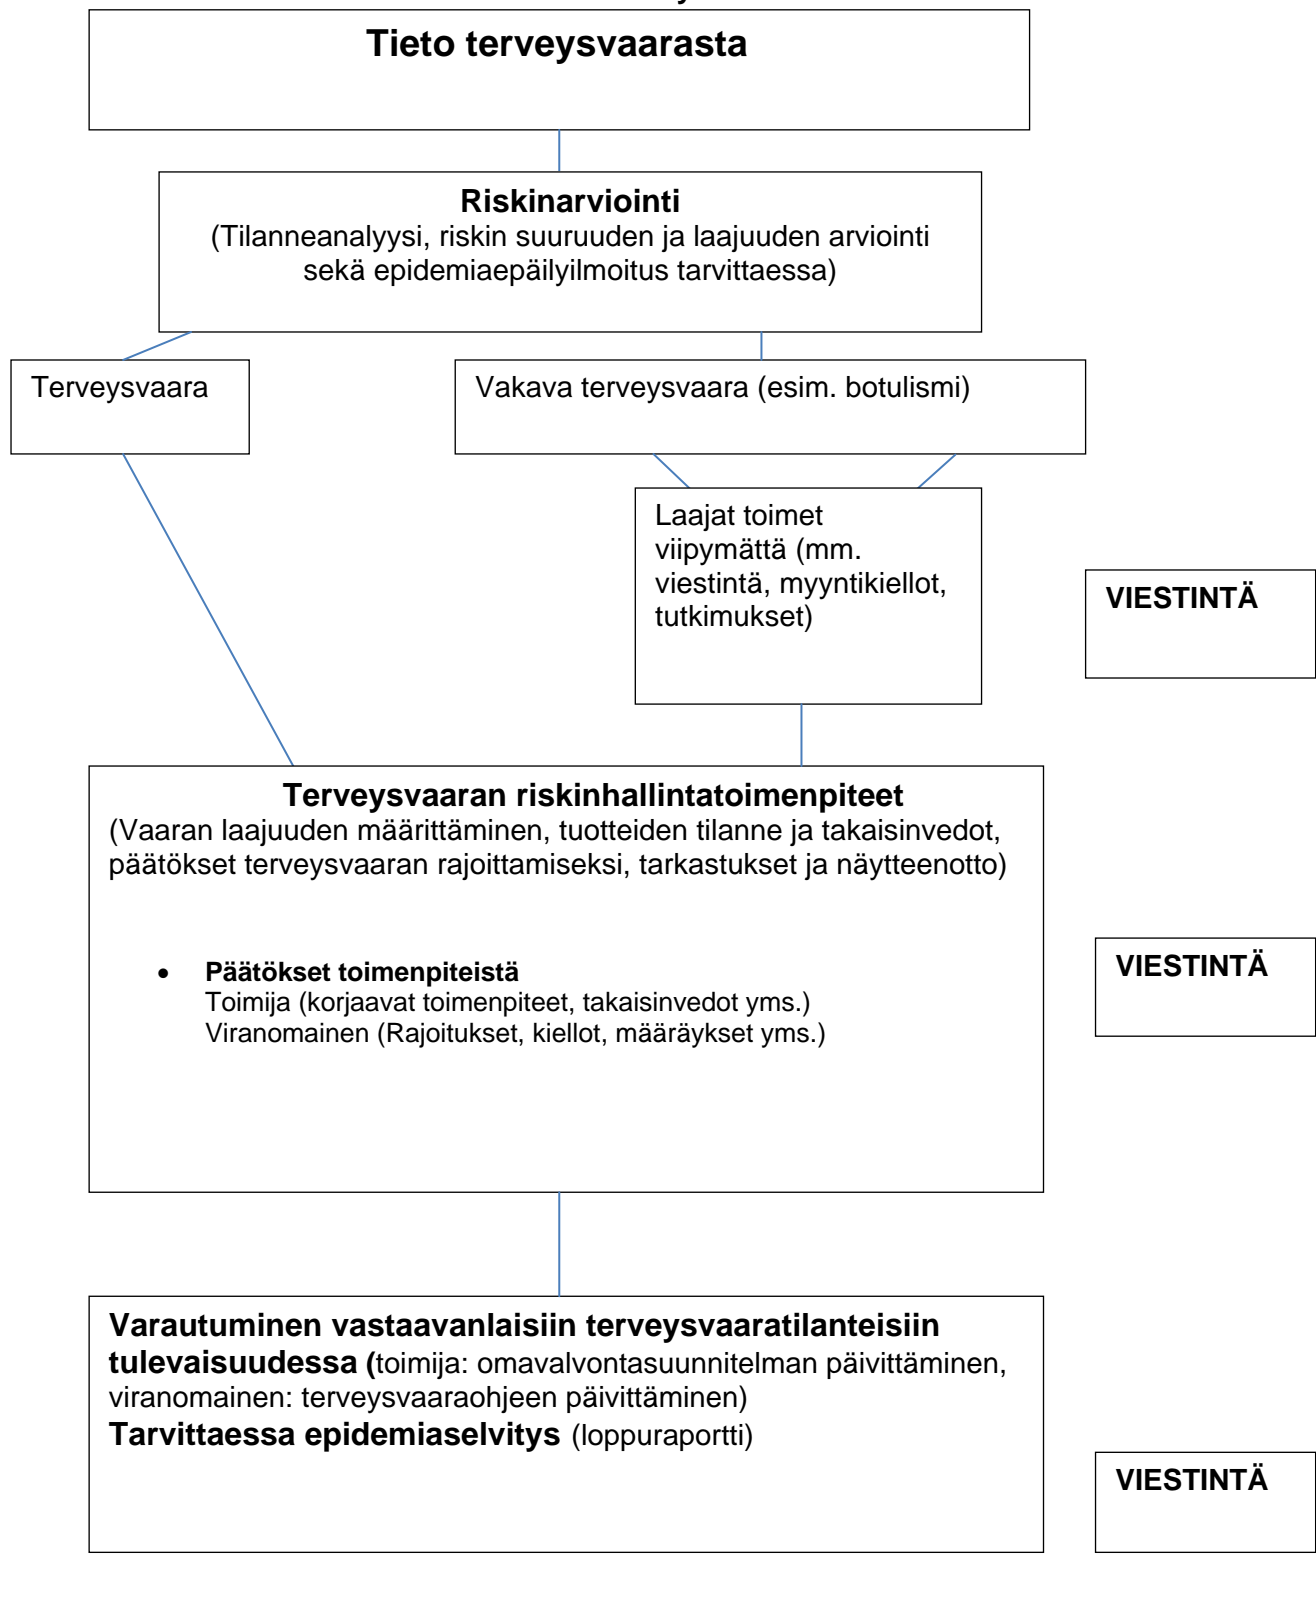 Tieto terveysvaarasta
Riskinarviointi
(Tilanneanalyysi, riskin suuruuden ja laajuuden arviointi
sekä epidemiaepäilyilmoitus tarvittaessa)
Terveysvaara
Vakava terveysvaara (esim. botulismi)
Laajat toimet
viipymättä (mm.
viestintä, myyntikiellot,
tutkimukset)
VIESTINTÄ
Terveysvaaran riskinhallintatoimenpiteet
(Vaaran laajuuden määrittäminen, tuotteiden tilanne ja takaisinvedot,
päätökset terveysvaaran rajoittamiseksi, tarkastukset ja näytteenotto)
• Päätökset toimenpiteistä
Toimija (korjaavat toimenpiteet, takaisinvedot yms.)
Viranomainen (Rajoitukset, kiellot, määräykset yms.)
VIESTINTÄ
Varautuminen vastaavanlaisiin terveysvaaratilanteisiin
tulevaisuudessa (toimija: omavalvontasuunnitelman päivittäminen,
viranomainen: terveysvaaraohjeen päivittäminen)
Tarvittaessa epidemiaselvitys (loppuraportti)
VIESTINTÄ